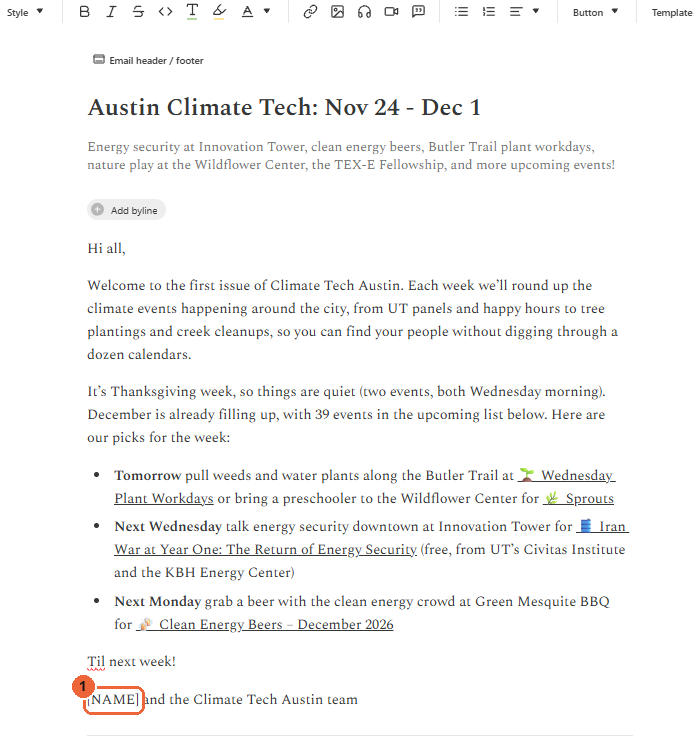 Style
Button
Template
Email header / footer
Austin Climate Tech: Nov 24 - Dec 1
Energy security at Innovation Tower, clean energy beers, Butler Trail plant workdays,
nature play at the Wildflower Center, the TEX-E Fellowship, and more upcoming events!
Add byline
Hi all,
Welcome to the first issue of Climate Tech Austin. Each week we’ll round up the
climate events happening around the city, from UT panels and happy hours to tree
plantings and creek cleanups, so you can find your people without digging through a
dozen calendars.
It’s Thanksgiving week, so things are quiet (two events, both Wednesday morning).
December is already filling up, with 39 events in the upcoming list below. Here are
our picks for the week:
• Tomorrow pull weeds and water plants along the Butler Trail at 🌱 Wednesday
Plant Workdays or bring a preschooler to the Wildflower Center for 🌿 Sprouts
• Next Wednesday talk energy security downtown at Innovation Tower for 🛢️ Iran
War at Year One: The Return of Energy Security (free, from UT’s Civitas Institute
and the KBH Energy Center)
• Next Monday grab a beer with the clean energy crowd at Green Mesquite BBQ
for 🍻 Clean Energy Beers – December 2026
Til next week!
1
[NAME] and the Climate Tech Austin team